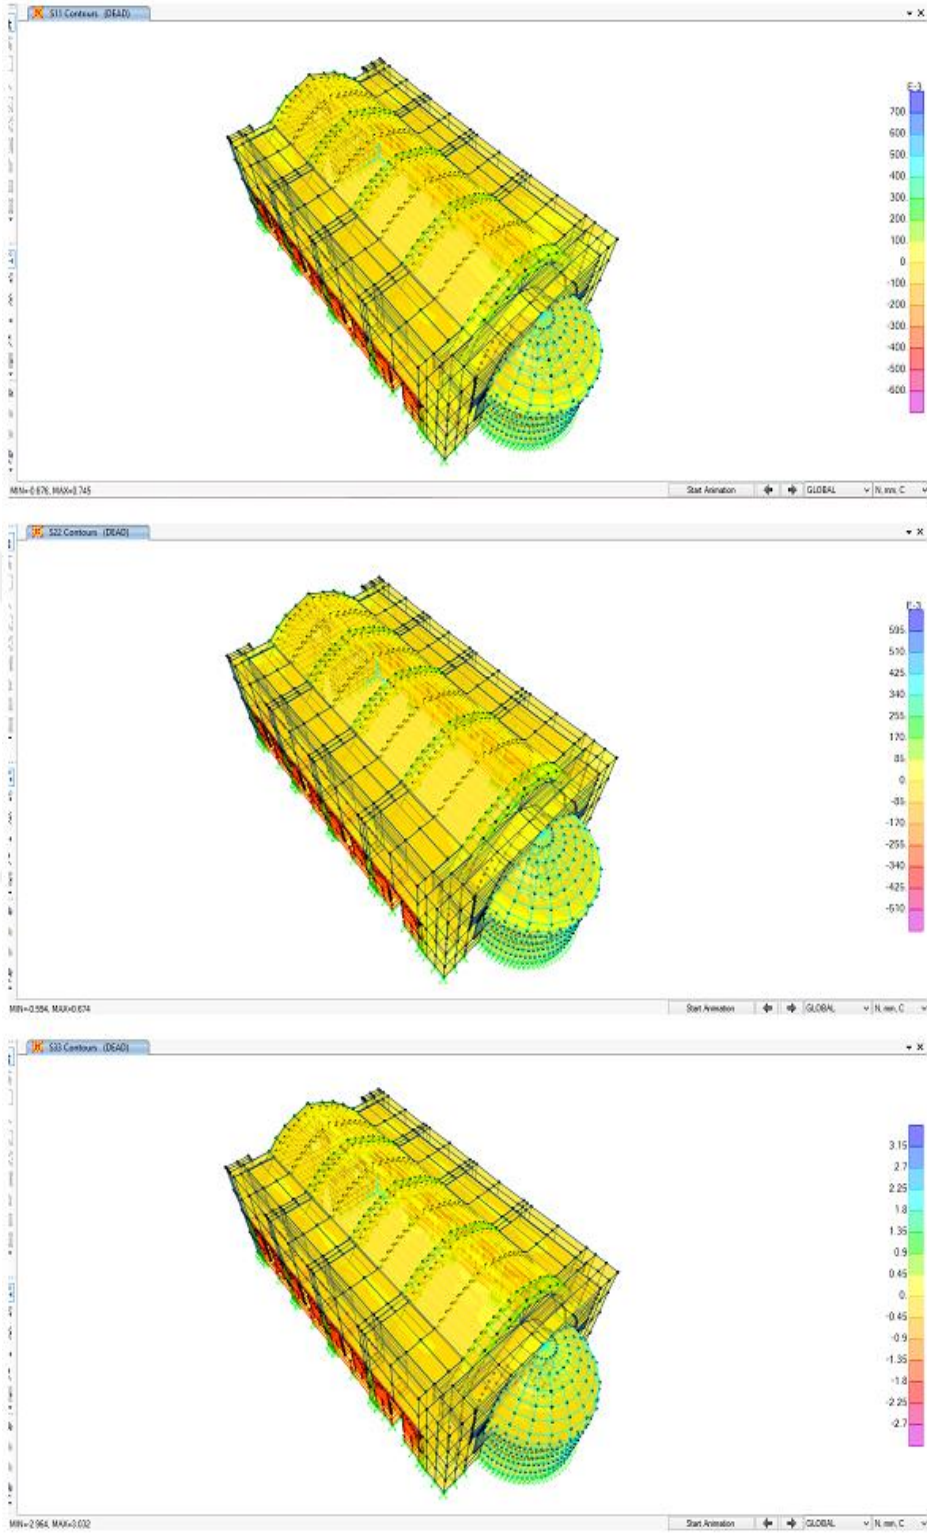 S11 Contours (DEAD)
E-3
700.
600.
500.
400.
300.
200.
100.
0.
-100.
-200.
-300.
-400.
-500.
-600.
MIN=-0.676, MAX=0.745
Start Animation
GLOBAL
N, mm, C
S22 Contours (DEAD)
E-3
595.
510.
425.
340.
255.
170.
85.
0.
-85.
-170.
-255.
-340.
-425.
-510.
MIN=-0.594, MAX=0.674
Start Animation
GLOBAL
N, mm, C
S33 Contours (DEAD)
3.15
2.7
2.25
1.8
1.35
0.9
0.45
0.
-0.45
-0.9
-1.35
-1.8
-2.25
-2.7
MIN=-2.964, MAX=3.032
Start Animation
GLOBAL
N, mm, C